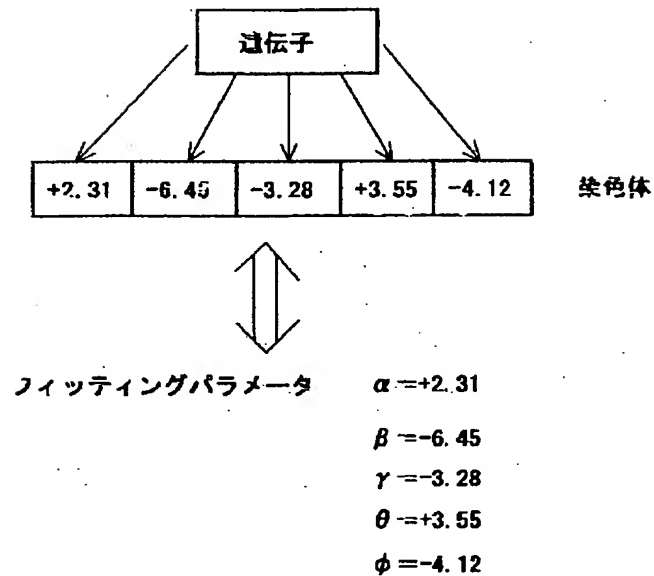 遺伝子
+2.31 -6.45 -3.28 +3.55 -4.12 染色体
フィッティングパラメータ α=+2.31
β=-6.45
γ=-3.28
θ=+3.55
φ=-4.12